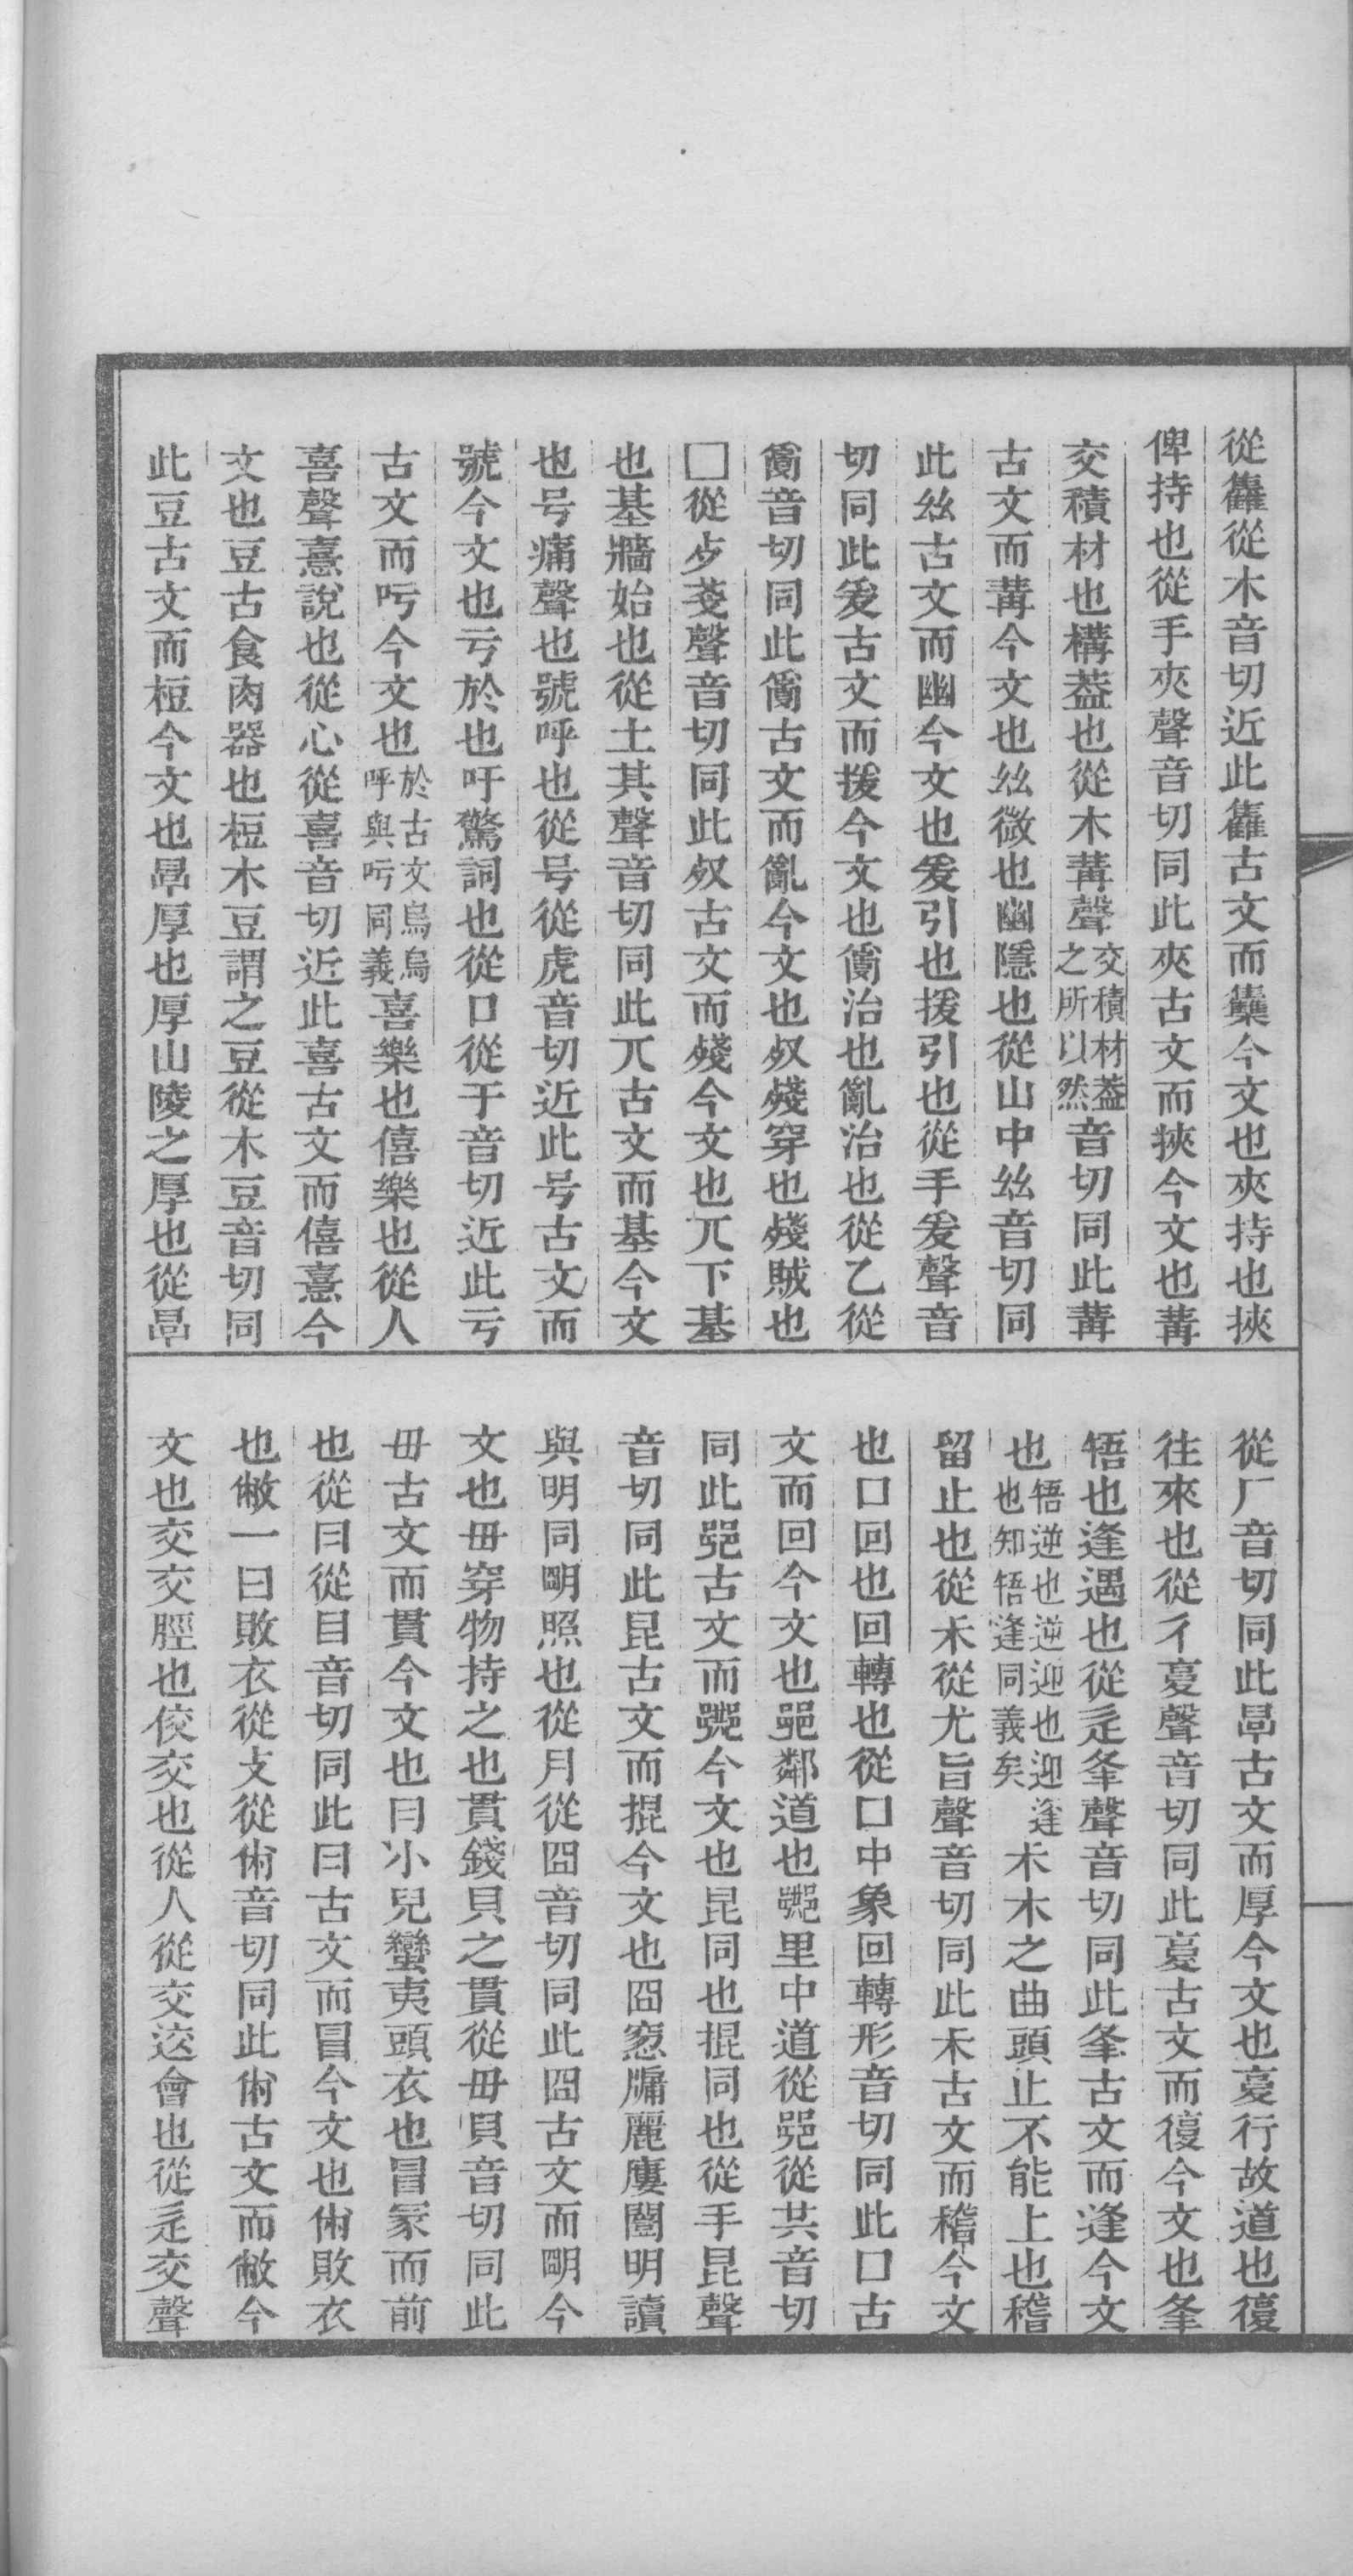 從雥從木音切近此雥古文而雧今文也夾持也挾
俾持也從手夾聲音切同此夾古文而挾今文也冓
交積材也構葢也從木冓聲交積材葢之所以然音切同此冓
古文而冓今文也𢆶微也幽隱也從山中𢆶音切同
此𢆶古文而幽今文也爰引也援引也從手爰聲音
切同此爰古文而援今文也𤔔治也亂治也從乙從
𤔔音切同此𤔔古文而亂今文也𣦼殘穿也殘賊也
□從歺戔聲音切同此𣦼古文而殘今文也丌下基
也基牆始也從土其聲音切同此丌古文而基今文
也号痛聲也號呼也從号從虎音切近此号古文而
號今文也亏於也吁驚詞也從口從于音切近此亏
古文而吁今文也於古文烏烏呼與吁同義喜樂也僖樂也從人
喜聲憙說也從心從喜音切近此喜古文而僖憙今
文也豆古食肉器也梪木豆謂之豆從木豆音切同
此豆古文而梪今文也㫗厚也厚山陵之厚也從㫗
從厂音切同此㫗古文而厚今文也夏行故道也復
往來也從彳夏聲音切同此夏古文而復今文也夆
啎也逢遇也從辵夆聲音切同此夆古文而逢今文
也啎逆也逆迎也迎逢也知啎逢同義矣𥝌木之曲頭止不能上也稽
留止也從𥝌從尤旨聲音切同此𥝌古文而稽今文
也口回也回轉也從口中象回轉形音切同此口古
文而回今文也𨛜鄰道也𨞠里中道從𨛜從共音切
同此𨛜古文而𨞠今文也昆同也掍同也從手昆聲
音切同此昆古文而掍今文也囧窓牖麗廔闓明讀
與明同朙照也從月從囧音切同此囧古文而朙今
文也毌穿物持之也貫錢貝之貫從毌貝音切同此
毌古文而貫今文也冃小兒蠻夷頭衣也冒冡而前
也從冃從目音切同此冃古文而冒今文也㡀敗衣
也敝一曰敗衣從攴從㡀音切同此㡀古文而敝今
文也交交脛也佼交也從人從交䢒會也從辵交聲